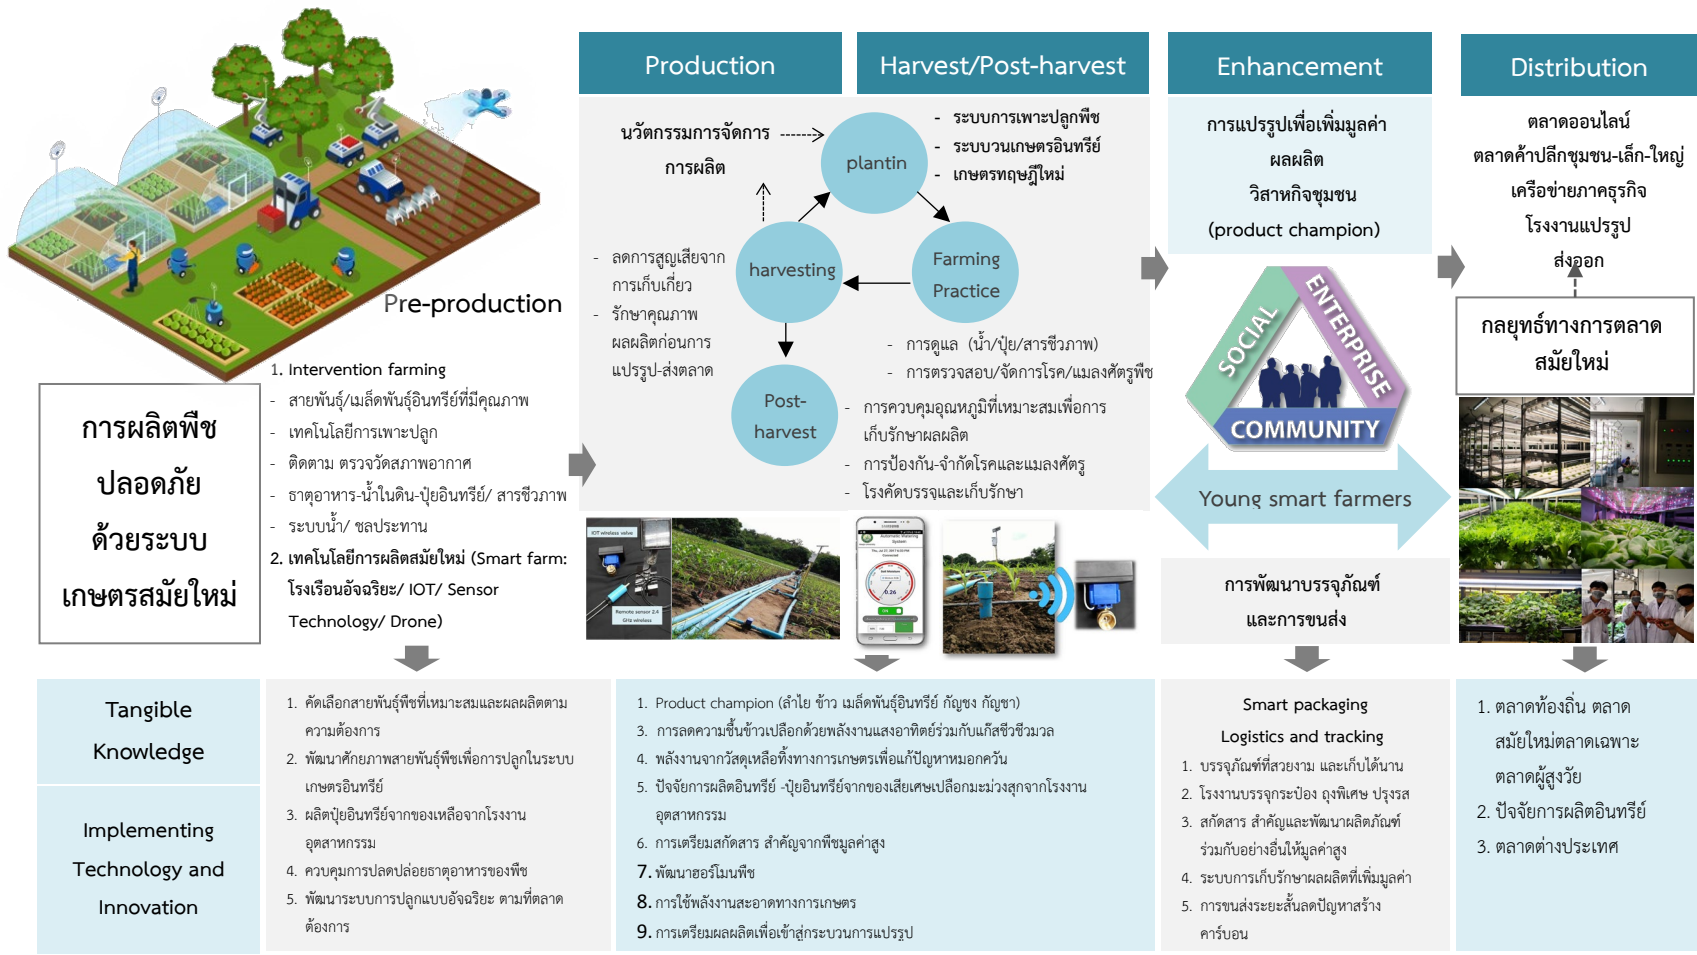 Pre-production
การผลิตพืช
ปลอดภัย
ด้วยระบบ
เกษตรสมัยใหม่
1. Intervention farming
- สายพันธุ์/เมล็ดพันธุ์อินทรีย์ที่มีคุณภาพ
- เทคโนโลยีการเพาะปลูก
- ติดตาม ตรวจวัดสภาพอากาศ
- ธาตุอาหาร-น้ำในดิน-ปุ๋ยอินทรีย์/ สารชีวภาพ
- ระบบน้ำ/ ชลประทาน
2. เทคโนโลยีการผลิตสมัยใหม่ (Smart farm:
โรงเรือนอัจฉริยะ/ IOT/ Sensor
Technology/ Drone)
Production
Harvest/Post-harvest
นวัตกรรมการจัดการ
การผลิต
plantin
- ระบบการเพาะปลูกพืช
- ระบบวนเกษตรอินทรีย์
- เกษตรทฤษฎีใหม่
harvesting
Farming
Practice
- ลดการสูญเสียจาก
การเก็บเกี่ยว
- รักษาคุณภาพ
ผลผลิตก่อนการ
แปรรูป-ส่งตลาด
- การดูแล (น้ำ/ปุ๋ย/สารชีวภาพ)
- การตรวจสอบ/จัดการโรค/แมลงศัตรูพืช
Post-
harvest
- การควบคุมอุณหภูมิที่เหมาะสมเพื่อการ
เก็บรักษาผลผลิต
- การป้องกัน-จำกัดโรคและแมลงศัตรู
- โรงคัดบรรจุและเก็บรักษา
IOT wireless valve
Remote sensor 2.4
GHz wireless
Automatic Watering
System
0.26
Enhancement
การแปรรูปเพื่อเพิ่มมูลค่า
ผลผลิต
วิสาหกิจชุมชน
(product champion)
SOCIAL
ENTERPRISE
COMMUNITY
Young smart farmers
การพัฒนาบรรจุภัณฑ์
และการขนส่ง
Distribution
ตลาดออนไลน์
ตลาดค้าปลีกชุมชน-เล็ก-ใหญ่
เครือข่ายภาคธุรกิจ
โรงงานแปรรูป
ส่งออก
กลยุทธ์ทางการตลาด
สมัยใหม่
Tangible
Knowledge
Implementing
Technology and
Innovation
1. คัดเลือกสายพันธุ์พืชที่เหมาะสมและผลผลิตตาม
ความต้องการ
2. พัฒนาศักยภาพสายพันธุ์พืชเพื่อการปลูกในระบบ
เกษตรอินทรีย์
3. ผลิตปุ๋ยอินทรีย์จากของเหลือจากโรงงาน
อุตสาหกรรม
4. ควบคุมการปลดปล่อยธาตุอาหารของพืช
5. พัฒนาระบบการปลูกแบบอัจฉริยะ ตามที่ตลาด
ต้องการ
1. Product champion (ลำไย ข้าว เมล็ดพันธุ์อินทรีย์ กัญชง กัญชา)
3. การลดความชื้นข้าวเปลือกด้วยพลังงานแสงอาทิตย์ร่วมกับแก๊สชีวชีวมวล
4. พลังงานจากวัสดุเหลือทิ้งทางการเกษตรเพื่อแก้ปัญหาหมอกควัน
5. ปัจจัยการผลิตอินทรีย์ -ปุ๋ยอินทรีย์จากของเสียเศษเปลือกมะม่วงสุกจากโรงงาน
อุตสาหกรรม
6. การเตรียมสกัดสาร สำคัญจากพืชมูลค่าสูง
7. พัฒนาฮอร์โมนพืช
8. การใช้พลังงานสะอาดทางการเกษตร
9. การเตรียมผลผลิตเพื่อเข้าสู่กระบวนการแปรรูป
Smart packaging
Logistics and tracking
1. บรรจุภัณฑ์ที่สวยงาม และเก็บได้นาน
2. โรงงานบรรจุกระป๋อง ถุงพิเศษ ปรุงรส
3. สกัดสาร สำคัญและพัฒนาผลิตภัณฑ์
ร่วมกับอย่างอื่นให้มูลค่าสูง
4. ระบบการเก็บรักษาผลผลิตที่เพิ่มมูลค่า
5. การขนส่งระยะสั้นลดปัญหาสร้าง
คาร์บอน
1. ตลาดท้องถิ่น ตลาด
สมัยใหม่ตลาดเฉพาะ
ตลาดผู้สูงวัย
2. ปัจจัยการผลิตอินทรีย์
3. ตลาดต่างประเทศ